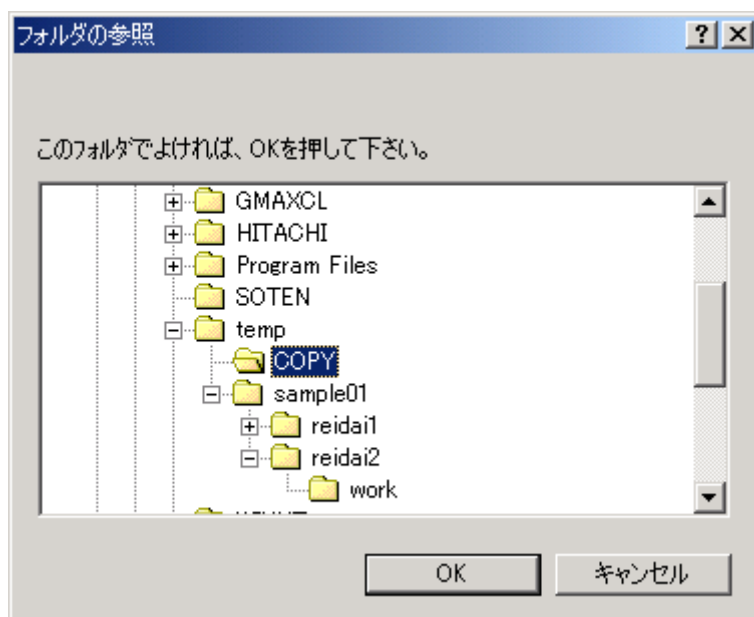 フォルダの参照
このフォルダでよければ、OKを押して下さい。
GMAXCL
HITACHI
Program Files
SOTEN
temp
COPY
sample01
reidai1
reidai2
work
OK
キャンセル